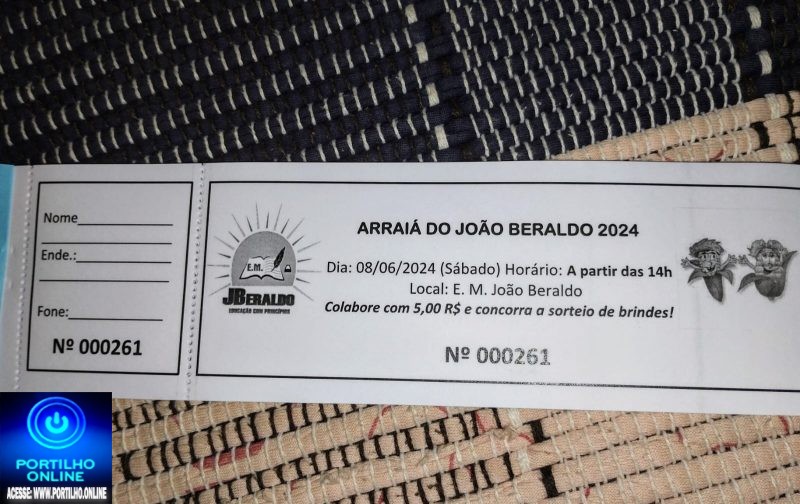 Nome
Ende.:
Fone:
Nº 000261
E.M.
JBERALDO
EDUCAÇÃO COM PRINCÍPIOS
ARRAIÁ DO JOÃO BERALDO 2024
Dia: 08/06/2024 (Sábado) Horário: A partir das 14h
Local: E. M. João Beraldo
Colabore com 5,00 R$ e concorra a sorteio de brindes!
Nº 000261
PORTILHO
ONLINE
ACESSE: WWW.PORTILHO.ONLINE